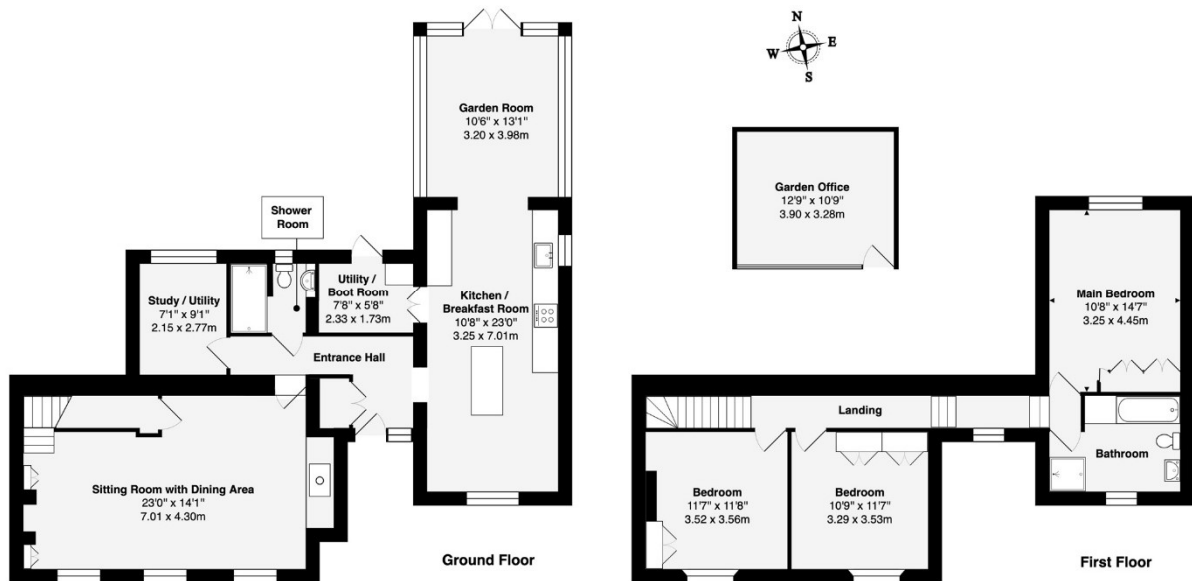 Garden Room
10'6" x 13'1"
3.20 x 3.98m
Shower
Room
Study / Utility
7'1" x 9'1"
2.15 x 2.77m
Utility /
Boot Room
7'8" x 5'8"
2.33 x 1.73m
Kitchen /
Breakfast Room
10'8" x 23'0"
3.25 x 7.01m
Entrance Hall
Sitting Room with Dining Area
23'0" x 14'1"
7.01 x 4.30m
Ground Floor
N
W
E
S
Garden Office
12'9" x 10'9"
3.90 x 3.28m
Main Bedroom
10'8" x 14'7"
3.25 x 4.45m
Landing
Bathroom
Bedroom
11'7" x 11'8"
3.52 x 3.56m
Bedroom
10'9" x 11'7"
3.29 x 3.53m
First Floor